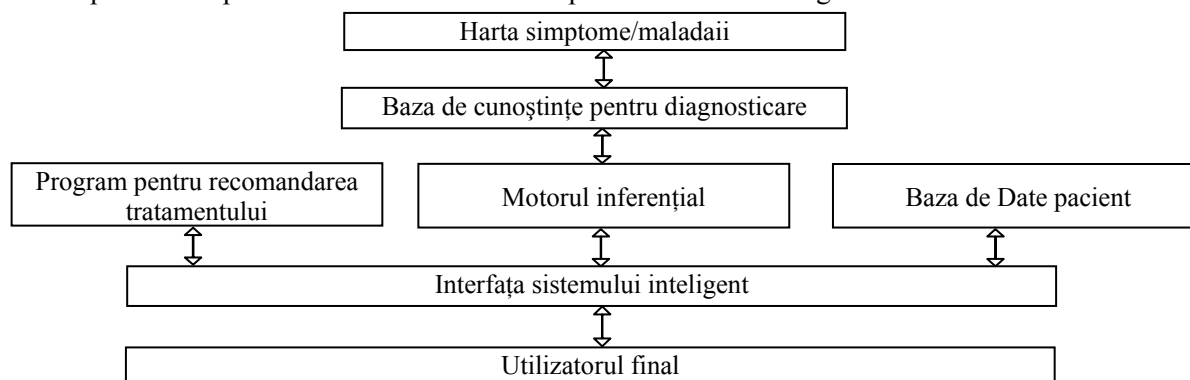 Harta simptome/maladaii
Baza de cunoştinţe pentru diagnosticare
Program pentru recomandarea
tratamentului
Motorul inferenţial
Baza de Date pacient
Interfaţa sistemului inteligent
Utilizatorul final